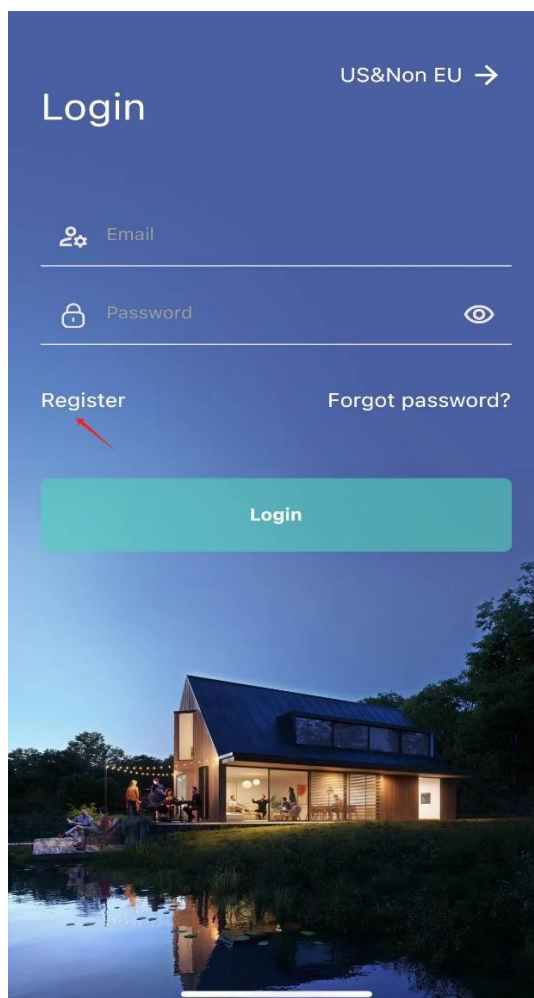 US&Non EU →
Login
Email
Password
Register
Forgot password?
Login